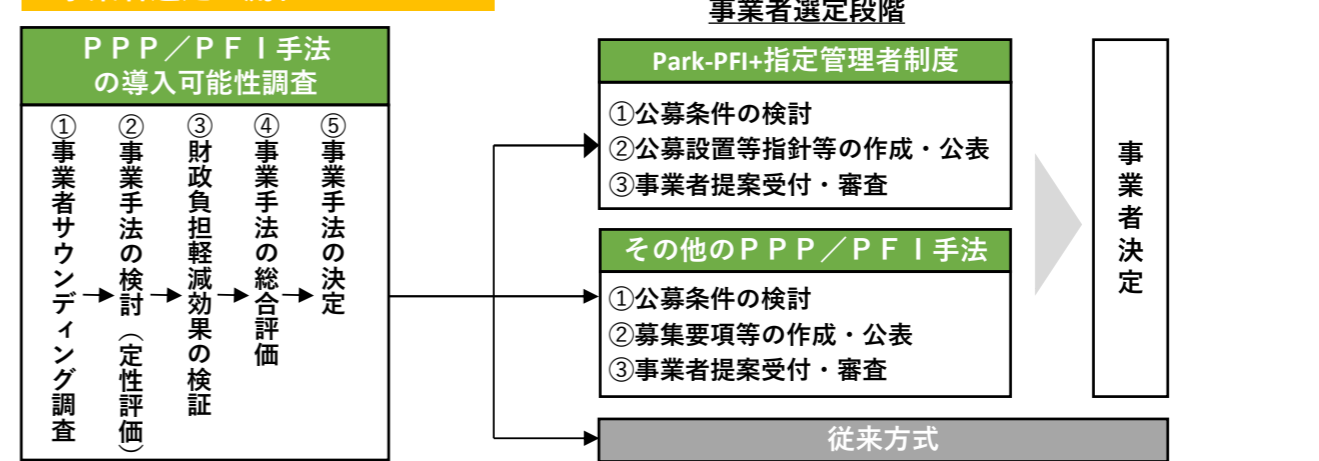 事業者選定段階
ＰＰＰ／ＰＦＩ手法
の導入可能性調査
①事業者サウンディング調査
②事業手法の検討（定性評価）
③財政負担軽減効果の検証
④事業手法の総合評価
⑤事業手法の決定
Park-PFI+指定管理者制度
①公募条件の検討
②公募設置等指針等の作成・公表
③事業者提案受付・審査
その他のＰＰＰ／ＰＦＩ手法
①公募条件の検討
②募集要項等の作成・公表
③事業者提案受付・審査
従来方式
事業者決定